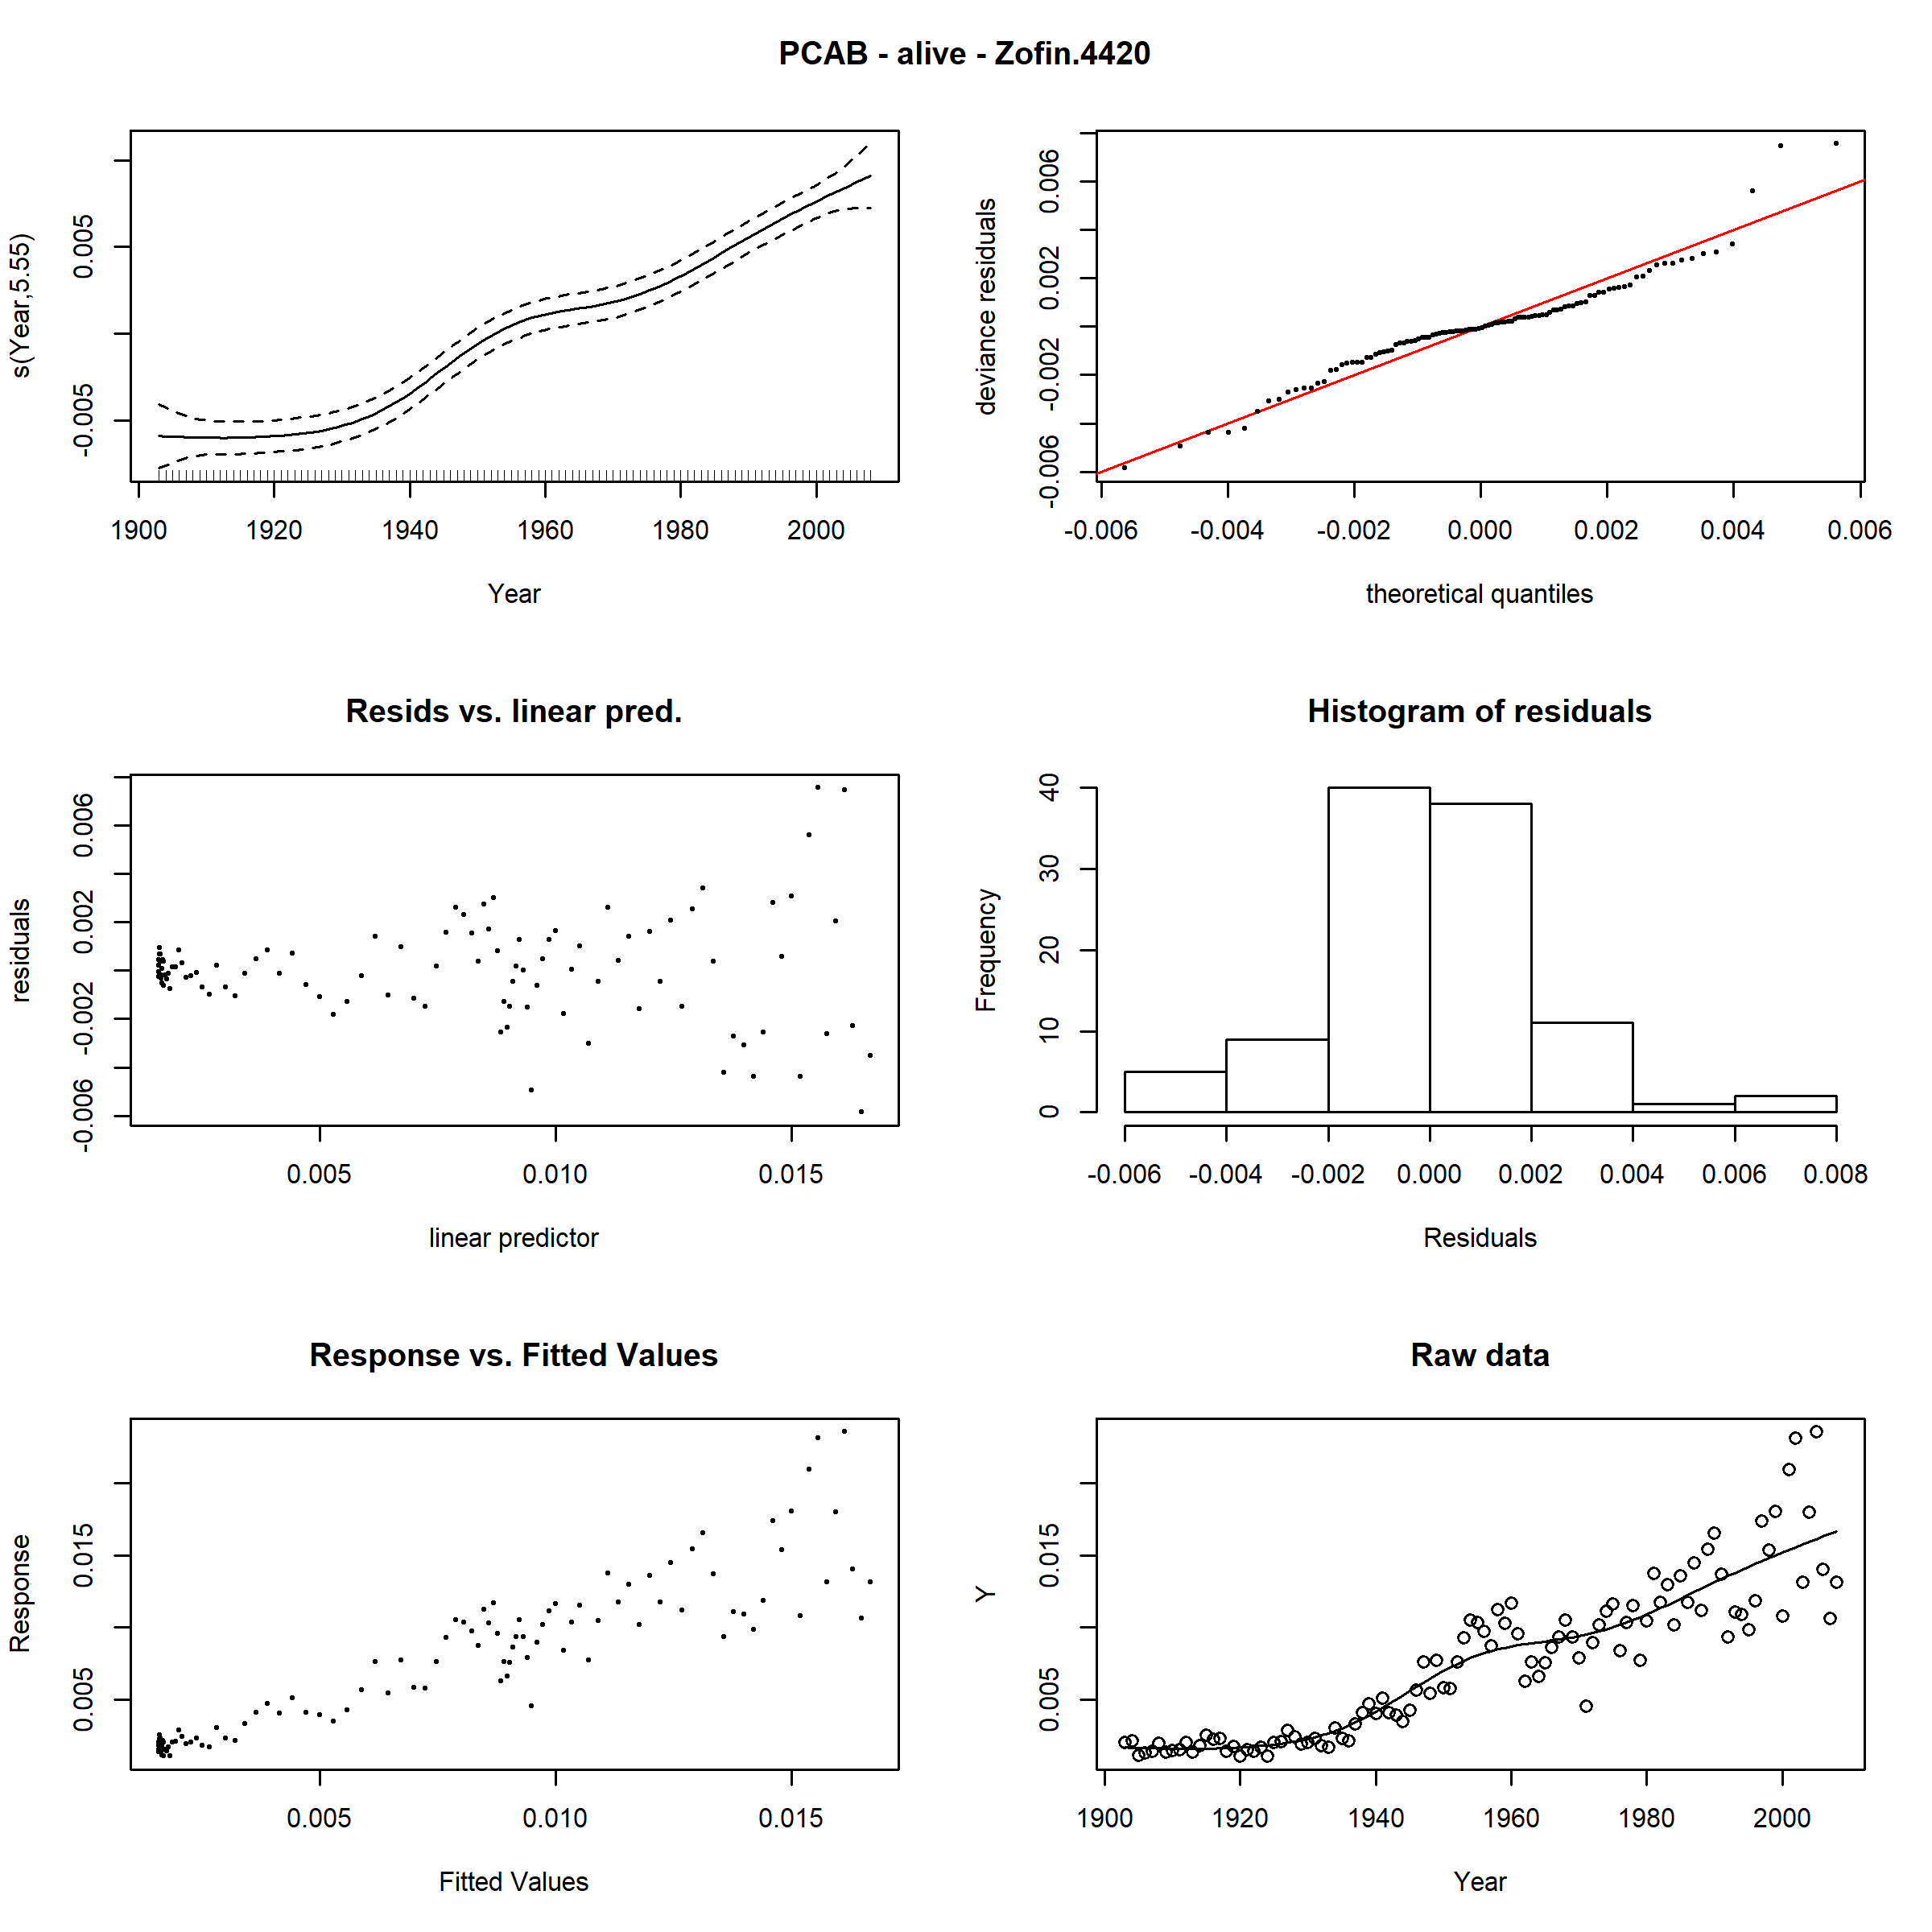 PCAB - alive - Zofin.4420
s(Year,5.55)
0.005
-0.005
1900 1920 1940 1960 1980 2000
Year
deviance residuals
0.006
0.002
-0.002
-0.006
-0.006 -0.004 -0.002 0.000 0.002 0.004 0.006
theoretical quantiles
Resids vs. linear pred.
residuals
0.006
0.002
-0.002
-0.006
0.005 0.010 0.015
linear predictor
Histogram of residuals
Frequency
40
30
20
10
0
-0.006 -0.004 -0.002 0.000 0.002 0.004 0.006 0.008
Residuals
Response vs. Fitted Values
Response
0.015
0.005
0.005 0.010 0.015
Fitted Values
Raw data
Y
0.015
0.005
1900 1920 1940 1960 1980 2000
Year